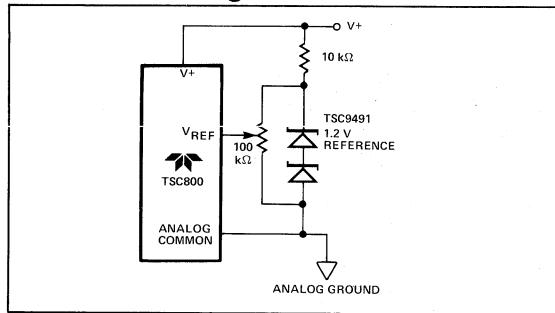 V+
10 kΩ
V+
TSC9491
1.2 V
REFERENCE
VREF
100
kΩ
TSC800
ANALOG
COMMON
ANALOG GROUND